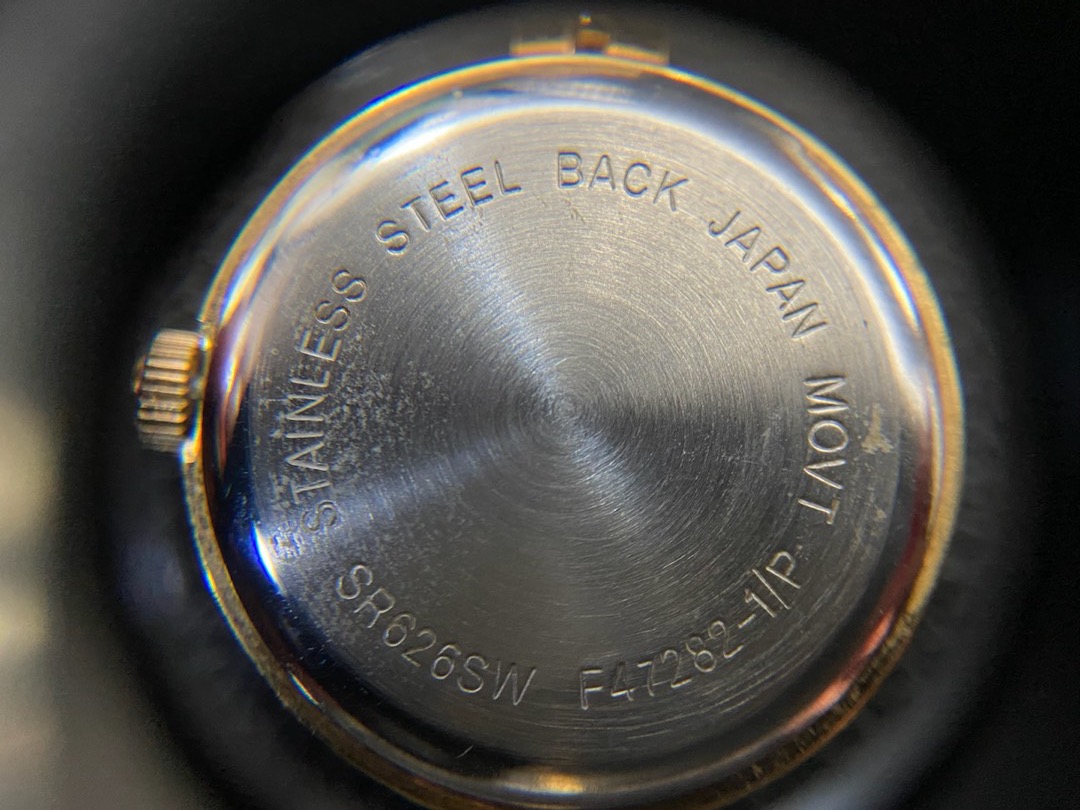 STAINLESS STEEL BACK JAPAN MOVT
SR626SW F47282-1/P